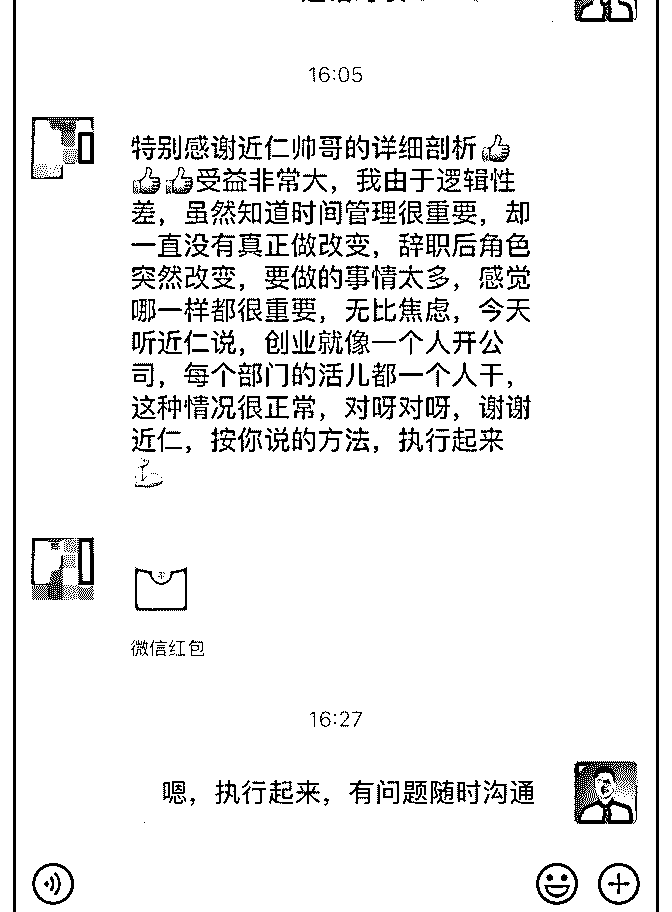 16:05
特别感谢近仁帅哥的详细剖析👍
👍👍受益非常大，我由于逻辑性
差，虽然知道时间管理很重要，却
一直没有真正做改变，辞职后角色
突然改变，要做的事情太多，感觉
哪一样都很重要，无比焦虑，今天
听近仁说，创业就像一个人开公
司，每个部门的活儿都一个人干，
这种情况很正常，对呀对呀，谢谢
近仁，按你说的方法，执行起来
微信红包
16:27
嗯，执行起来，有问题随时沟通